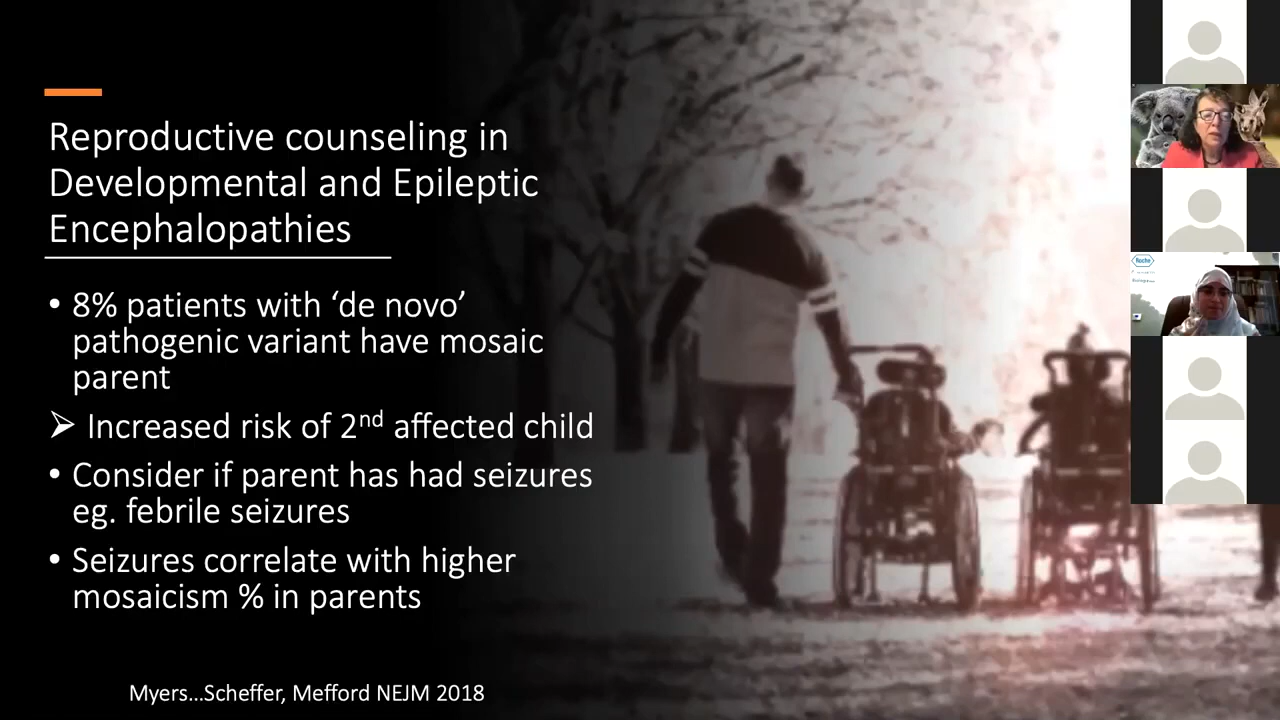 Reproductive counseling in
Developmental and Epileptic
Encephalopathies
• 8% patients with ‘de novo’
pathogenic variant have mosaic
parent
➢ Increased risk of 2nd affected child
• Consider if parent has had seizures
eg. febrile seizures
• Seizures correlate with higher
mosaicism % in parents
Myers...Scheffer, Mefford NEJM 2018
Roche